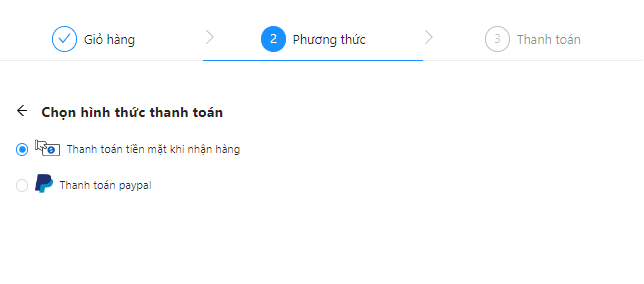 Giỏ hàng
2 Phương thức
3 Thanh toán
Chọn hình thức thanh toán
Thanh toán tiền mặt khi nhận hàng
Thanh toán paypal